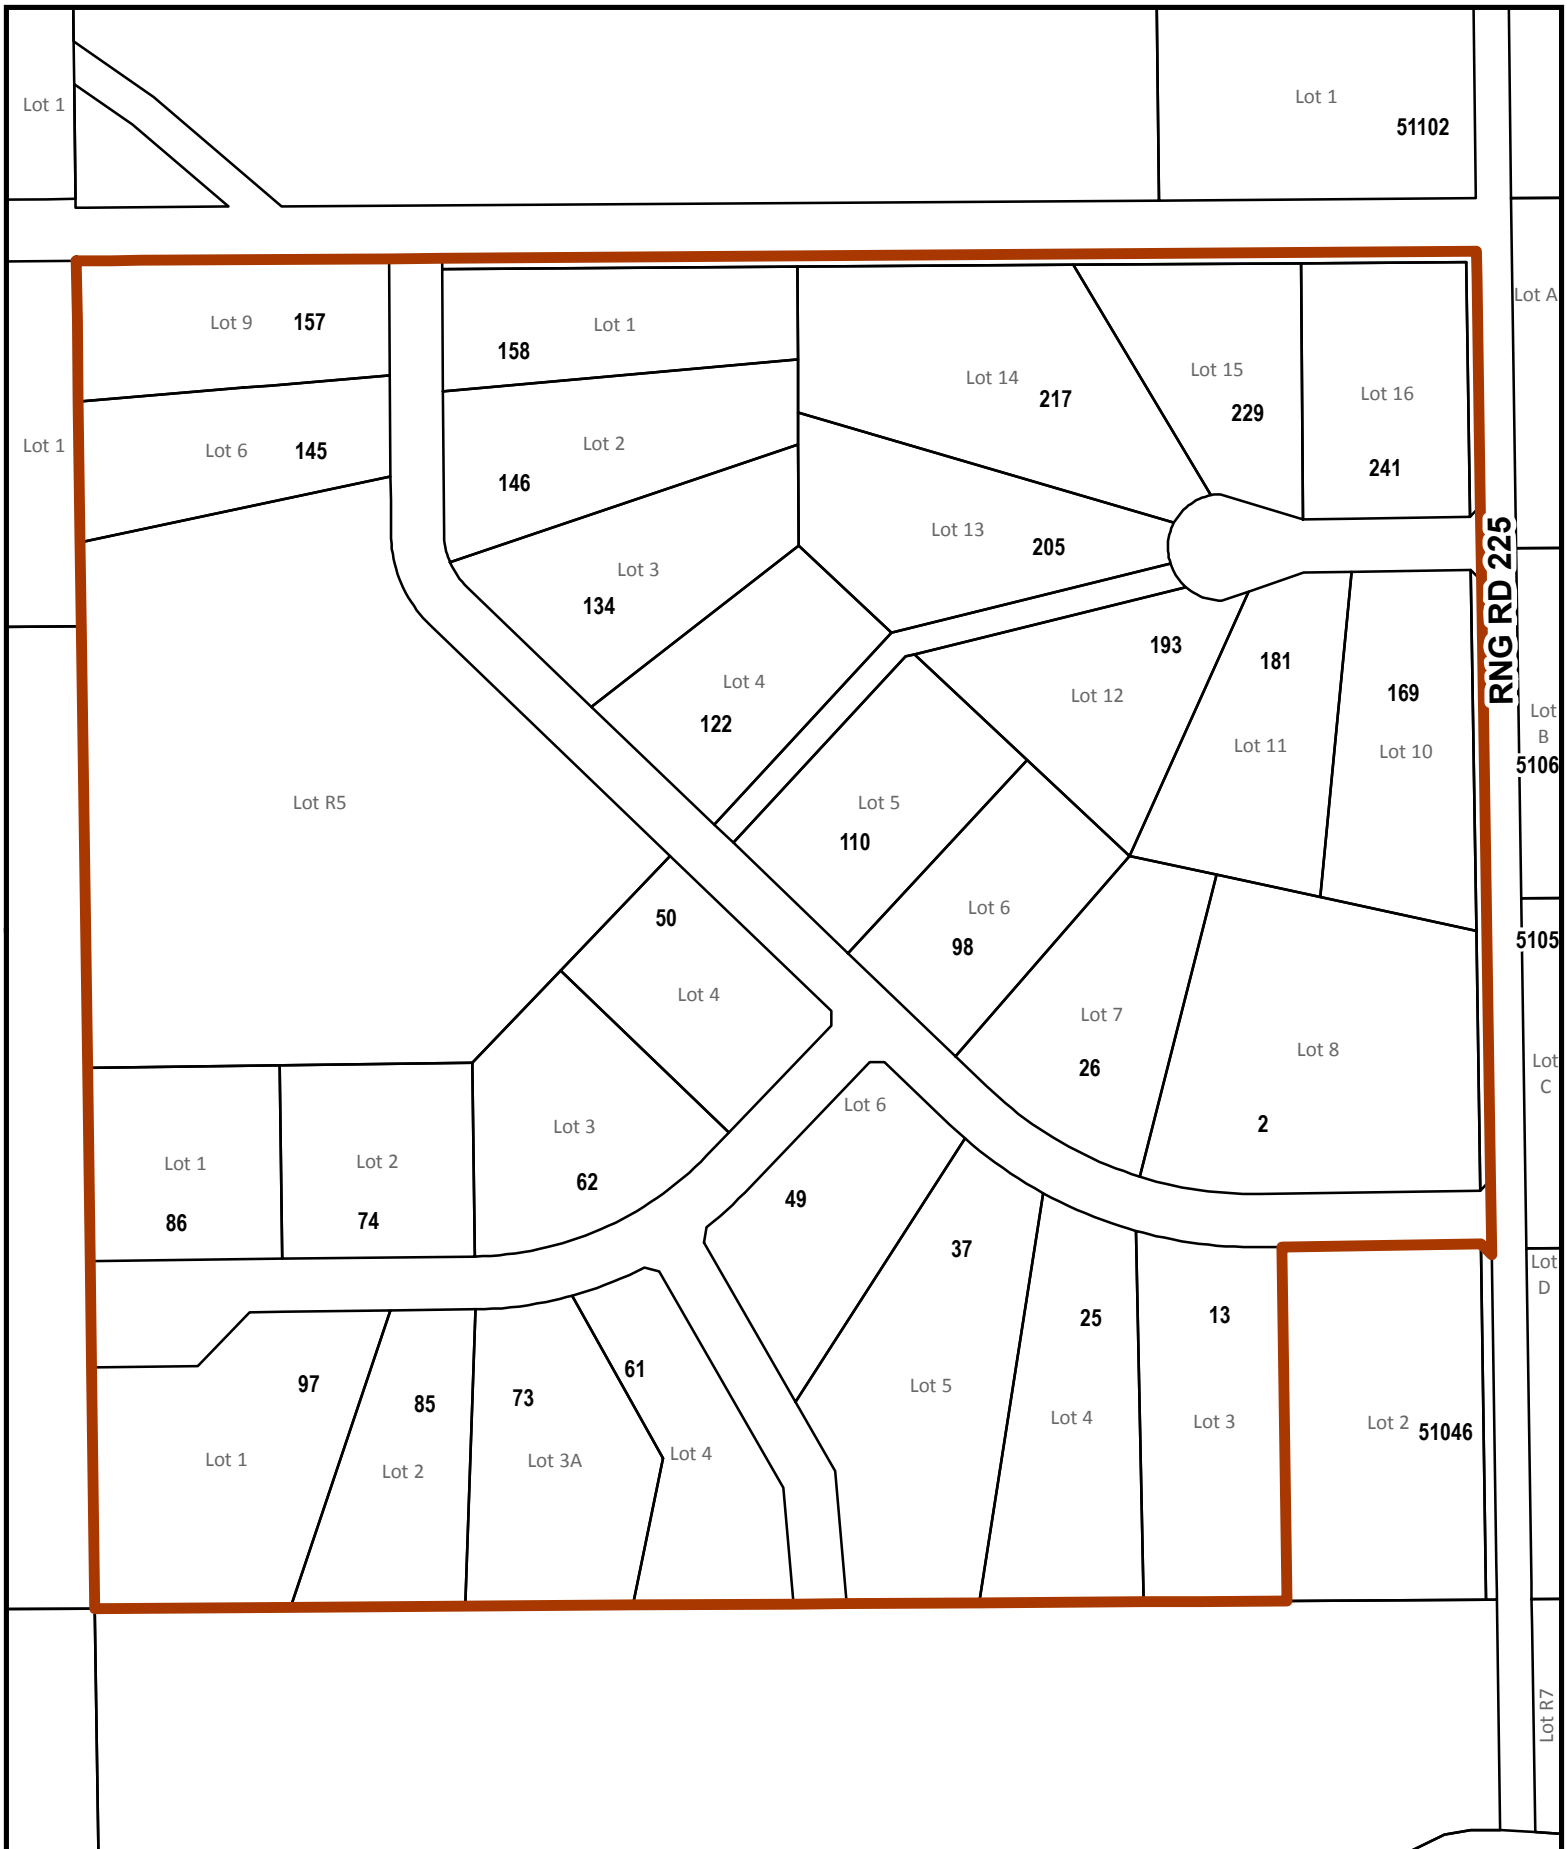 Lot 1
Lot 1
51102
Lot A
Lot 9 157
Lot 1
158
Lot 14
217
Lot 15
229
Lot 16
241
Lot 1
Lot 6 145
Lot 2
146
Lot 13
205
Lot 3
134
RNG RD 225
Lot 4
122
193
Lot 12
181
Lot 11
169
Lot 10
Lot
B
5106
Lot R5
Lot 5
110
50
Lot 4
Lot 6
98
5105
Lot 7
26
Lot 8
2
Lot
C
Lot 1
86
Lot 2
74
Lot 3
62
Lot 6
49
37
Lot 5
25
Lot 4
13
Lot 3
Lot
D
97
Lot 1
85
Lot 2
73
Lot 3A
61
Lot 4
Lot 2 51046
Lot R7